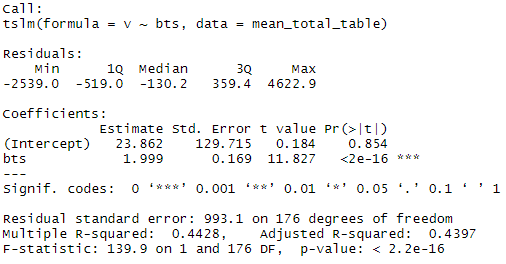 Call:
tslm(formula = v ~ bts, data = mean_total_table)
Residuals:
    Min      1Q  Median      3Q     Max
-2539.0  -519.0  -130.2   359.4  4622.9
Coefficients:
            Estimate Std. Error t value Pr(>|t|)
(Intercept)   23.862    129.715   0.184    0.854
bts            1.999      0.169  11.827   <2e-16 ***
---
Signif. codes:  0 ‘***’ 0.001 ‘**’ 0.01 ‘*’ 0.05 ‘.’ 0.1 ‘ ’ 1
Residual standard error: 993.1 on 176 degrees of freedom
Multiple R-squared:  0.4428,    Adjusted R-squared:  0.4397
F-statistic: 139.9 on 1 and 176 DF,  p-value: < 2.2e-16